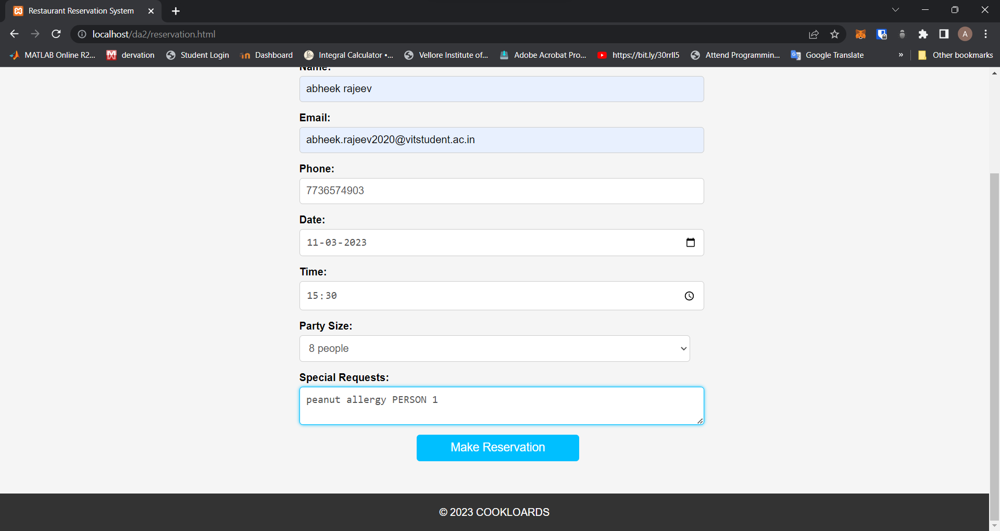 Restaurant Reservation System
localhost/da2/reservation.html
A
MATLAB Online R2...
dervation
Student Login
Dashboard
Integral Calculator •...
Vellore Institute of...
Adobe Acrobat Pro...
https://bit.ly/30rrlI5
Attend Programmin...
Google Translate
»
Other bookmarks
Name:
abheek rajeev
Email:
abheek.rajeev2020@vitstudent.ac.in
Phone:
7736574903
Date:
11-03-2023
Time:
15:30
Party Size:
8 people
Special Requests:
peanut allergy PERSON 1
Make Reservation
© 2023 COOKLOARDS